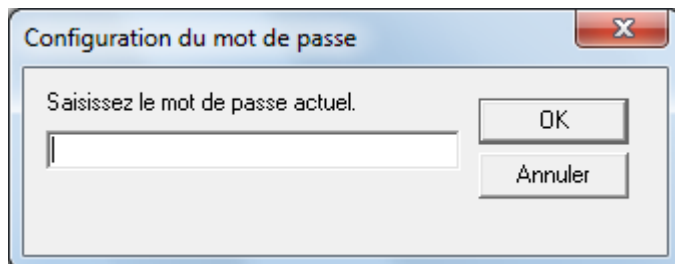 Configuration du mot de passe
Saisissez le mot de passe actuel.
OK
Annuler